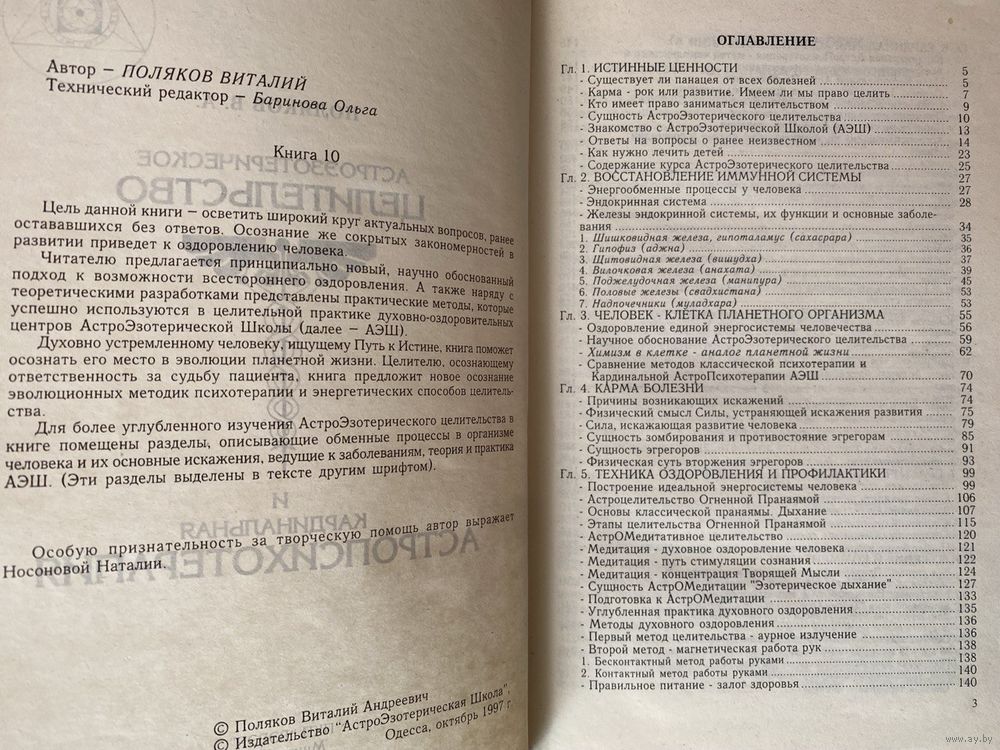 Автор – ПОЛЯКОВ ВИТАЛИЙ
Технический редактор – Баринова Ольга
Книга 10
Цель данной книги – осветить широкий круг актуальных вопросов, ранее
остававшихся без ответов. Осознание же сокрытых закономерностей в
развитии приведет к оздоровлению человека.
Читателю предлагается принципиально новый, научно обоснованный
подход к возможности всестороннего оздоровления. А также наряду с
теоретическими разработками представлены практические методы, которые
успешно используются в целительной практике духовно-оздоровительных
центров АстроЭзотерической Школы (далее – АЭШ).
Духовно устремленному человеку, ищущему Путь к Истине, книга поможет
осознать его место в эволюции планетной жизни. Целителю, осознающему
ответственность за судьбу пациента, книга предложит новое осознание
эволюционных методик психотерапии и энергетических способов целитель-
ства.
Для более углубленного изучения АстроЭзотерического целительства в
книге помещены разделы, описывающие обменные процессы в организме
человека и их основные искажения, ведущие к заболеваниям, теория и практика
АЭШ. (Эти разделы выделены в тексте другим шрифтом).
Особую признательность за творческую помощь автор выражает
Носоновой Наталии.
© Поляков Виталий Андреевич
© Издательство "АстроЭзотерическая Школа",
Одесса, октябрь 1997 г
ОГЛАВЛЕНИЕ
Гл. 1. ИСТИННЫЕ ЦЕННОСТИ 5
- Существует ли панацея от всех болезней 5
- Карма - рок или развитие. Имеем ли мы право целить 7
- Кто имеет право заниматься целительством 9
- Сущность АстроЭзотерического целительства 10
- Знакомство с АстроЭзотерической Школой (АЭШ) 13
- Ответы на вопросы о ранее неизвестном 14
- Как нужно лечить детей 23
- Содержание курса АстроЭзотерического целительства 25
Гл. 2. ВОССТАНОВЛЕНИЕ ИММУННОЙ СИСТЕМЫ 27
- Энергообменные процессы у человека 27
- Эндокринная система 28
- Железы эндокринной системы, их функции и основные заболе-
вания 34
1. Шишковидная железа, гипоталамус (сахасрара) 35
2. Гипофиз (аджна) 36
3. Щитовидная железа (вишудха) 37
4. Вилочковая железа (анахата) 39
5. Поджелудочная железа (манипура) 45
6. Половые железы (свадхистана) 53
7. Надпочечники (муладхара) 53
Гл. 3. ЧЕЛОВЕК - КЛЕТКА ПЛАНЕТНОГО ОРГАНИЗМА 55
- Оздоровление единой энергосистемы человечества 56
- Научное обоснование АстроЭзотерического целительства 59
- Химизм в клетке - аналог планетной жизни 62
- Сравнение методов классической психотерапии и
Кардинальной АстроПсихотерапии АЭШ 70
Гл. 4. КАРМА БОЛЕЗНИ 74
- Причины возникающих искажений 74
- Физический смысл Силы, устраняющей искажения развития 75
- Сила, искажающая развитие человека 79
- Сущность зомбирования и противостояние эгрегорам 85
- Сущность эгрегоров 91
- Физическая суть вторжения эгрегоров 93
Гл. 5. ТЕХНИКА ОЗДОРОВЛЕНИЯ И ПРОФИЛАКТИКИ 99
- Построение идеальной энергосистемы человека 99
- Астроцелительство Огненной Пранаямой 106
- Основы классической пранаямы. Дыхание 107
- Этапы целительства Огненной Пранаямой 115
- АстрОМедитативное целительство 120
- Медитация - духовное оздоровление человека 121
- Медитация - путь стимуляции сознания 122
- Медитация - концентрация Творящей Мысли 124
- Сущность АстрОМедитации "Эзотерическое дыхание" 127
- Подготовка к АстрОМедитации 133
- Углубленная практика духовного оздоровления 135
- Методы духовного оздоровления 136
- Первый метод целительства - аурное излучение 136
- Второй метод - магнетическая работа рук 138
1. Бесконтактный метод работы руками 138
2. Контактный метод работы руками 140
- Правильное питание - залог здоровья 140
3
www.ay.by